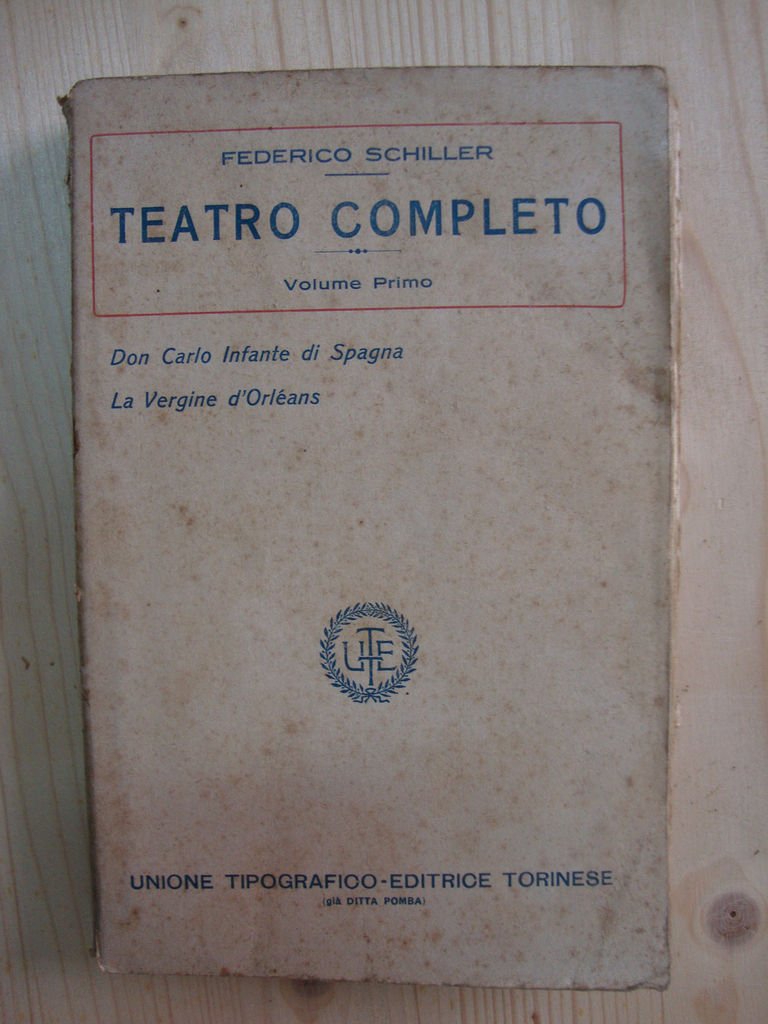 FEDERICO SCHILLER
TEATRO COMPLETO
Volume Primo
Don Carlo Infante di Spagna
La Vergine d'Orléans
UTET
UNIONE TIPOGRAFICO-EDITRICE TORINESE
(già DITTA POMBA)